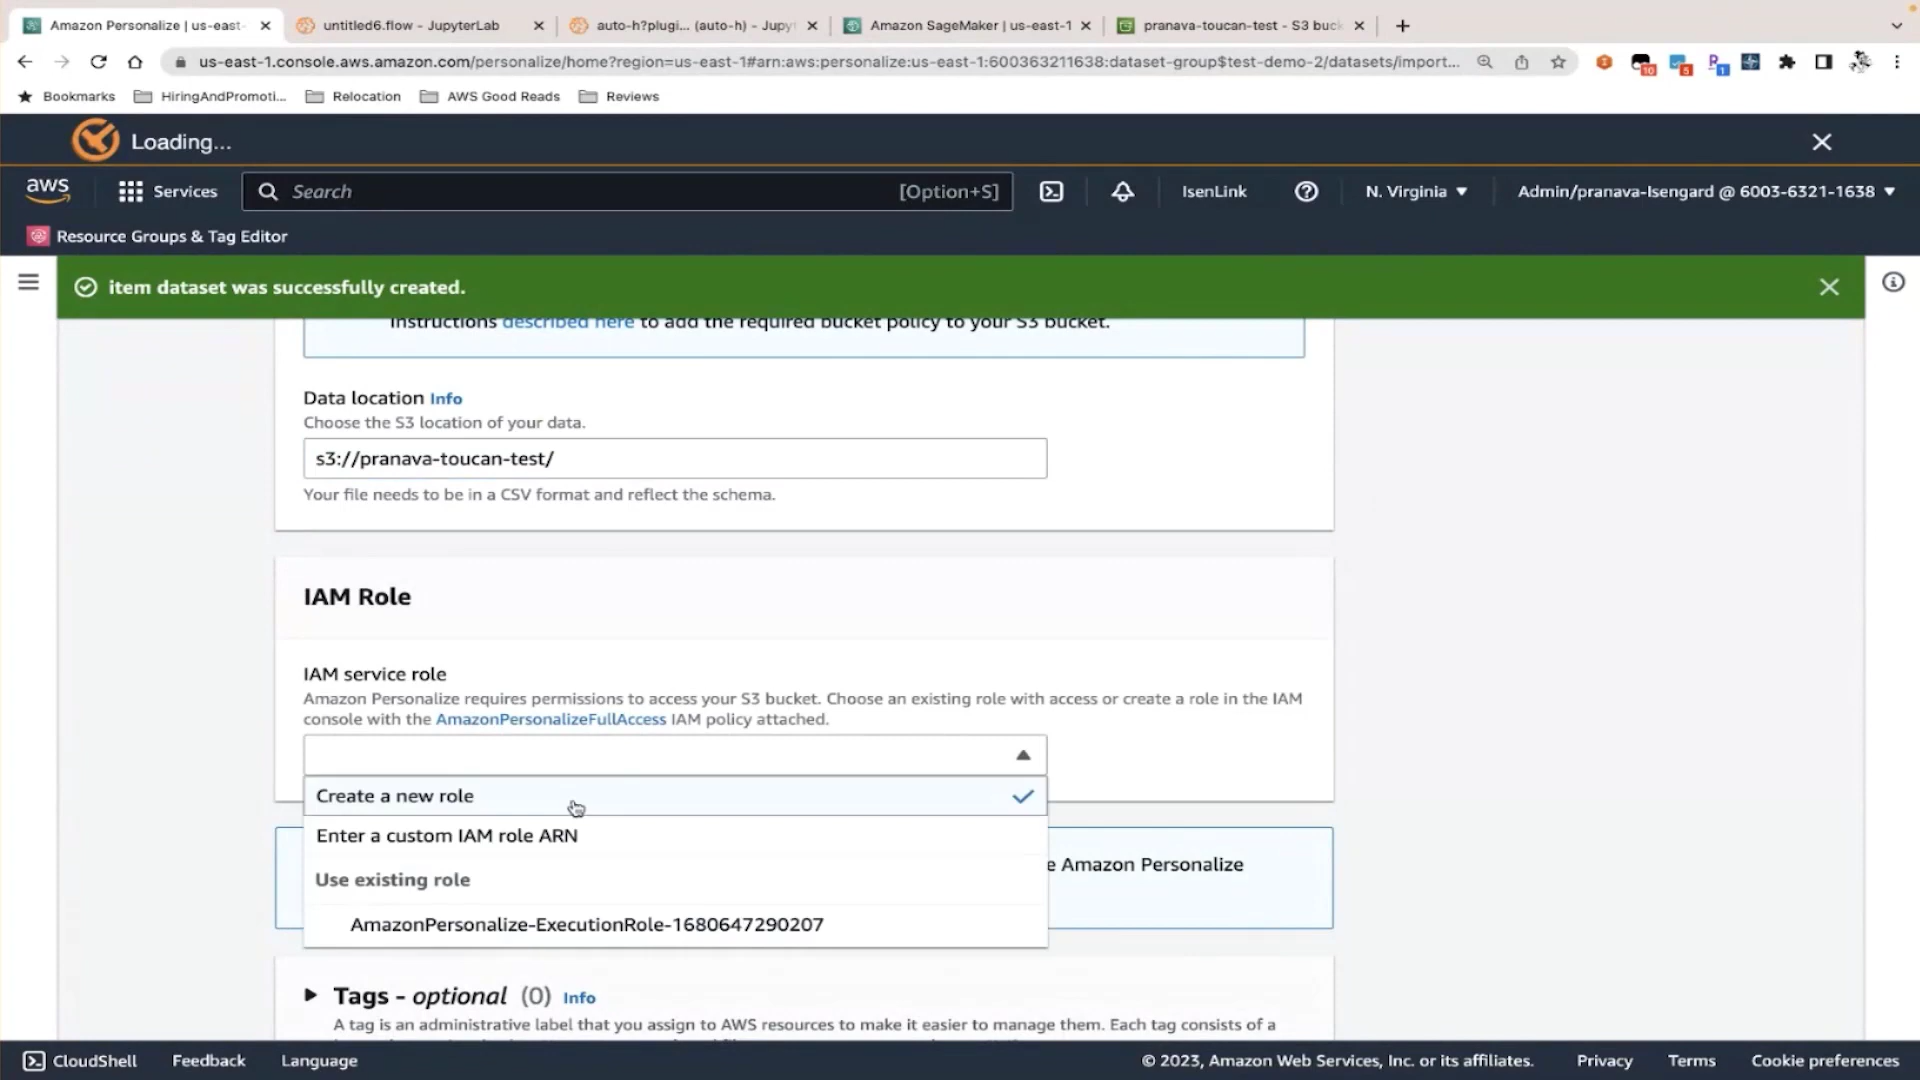 Amazon Personalize | us-east-
untitled6.flow - JupyterLab
auto-h?plugi... (auto-h) - Jupy
Amazon SageMaker | us-east-1
pranava-toucan-test - S3 buc
us-east-1.console.aws.amazon.com/personalize/home?region=us-east-1#arn:aws:personalize:us-east-1:600363211638:dataset-group$test-demo-2/datasets/import...
10
5
1
Bookmarks
HiringAndPromoti...
Relocation
AWS Good Reads
Reviews
Loading...
aws
Services
Search
[Option+S]
IsenLink
N. Virginia
Admin/pranava-Isengard @ 6003-6321-1638
Resource Groups & Tag Editor
item dataset was successfully created.
Instructions described here to add the required bucket policy to your S3 bucket.
Data location Info
Choose the S3 location of your data.
s3://pranava-toucan-test/
Your file needs to be in a CSV format and reflect the schema.
IAM Role
IAM service role
Amazon Personalize requires permissions to access your S3 bucket. Choose an existing role with access or create a role in the IAM
console with the AmazonPersonalizeFullAccess IAM policy attached.
Create a new role
Enter a custom IAM role ARN
e Amazon Personalize
Use existing role
AmazonPersonalize-ExecutionRole-1680647290207
Tags - optional (0) Info
A tag is an administrative label that you assign to AWS resources to make it easier to manage them. Each tag consists of a
CloudShell
Feedback
Language
© 2023, Amazon Web Services, Inc. or its affiliates.
Privacy
Terms
Cookie preferences